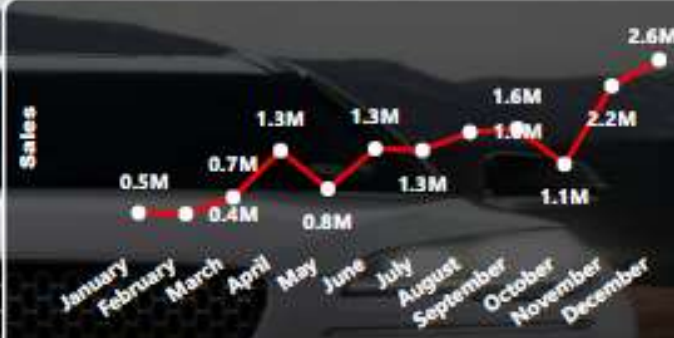 Sales
2.6M
1.6M
1.3M
1.3M
2.2M
0.7M
0.5M
1.3M
1.1M
0.4M
0.8M
January
February
March
April
May
June
July
August
September
October
November
December